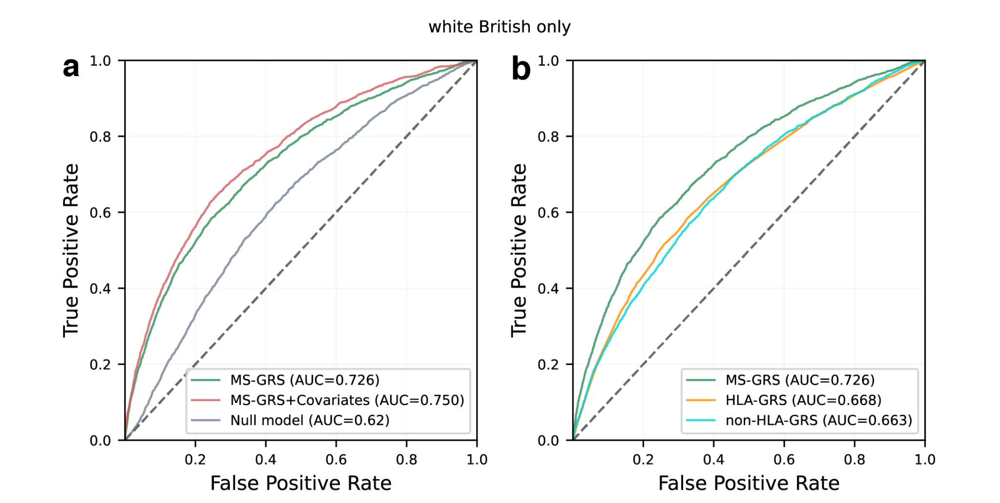 white British only
a
1.0
0.8
0.6
0.4
0.2
0.0
True Positive Rate
MS-GRS (AUC=0.726)
MS-GRS+Covariates (AUC=0.750)
Null model (AUC=0.62)
0.2 0.4 0.6 0.8 1.0
False Positive Rate
b
1.0
0.8
0.6
0.4
0.2
0.0
True Positive Rate
MS-GRS (AUC=0.726)
HLA-GRS (AUC=0.668)
non-HLA-GRS (AUC=0.663)
0.2 0.4 0.6 0.8 1.0
False Positive Rate